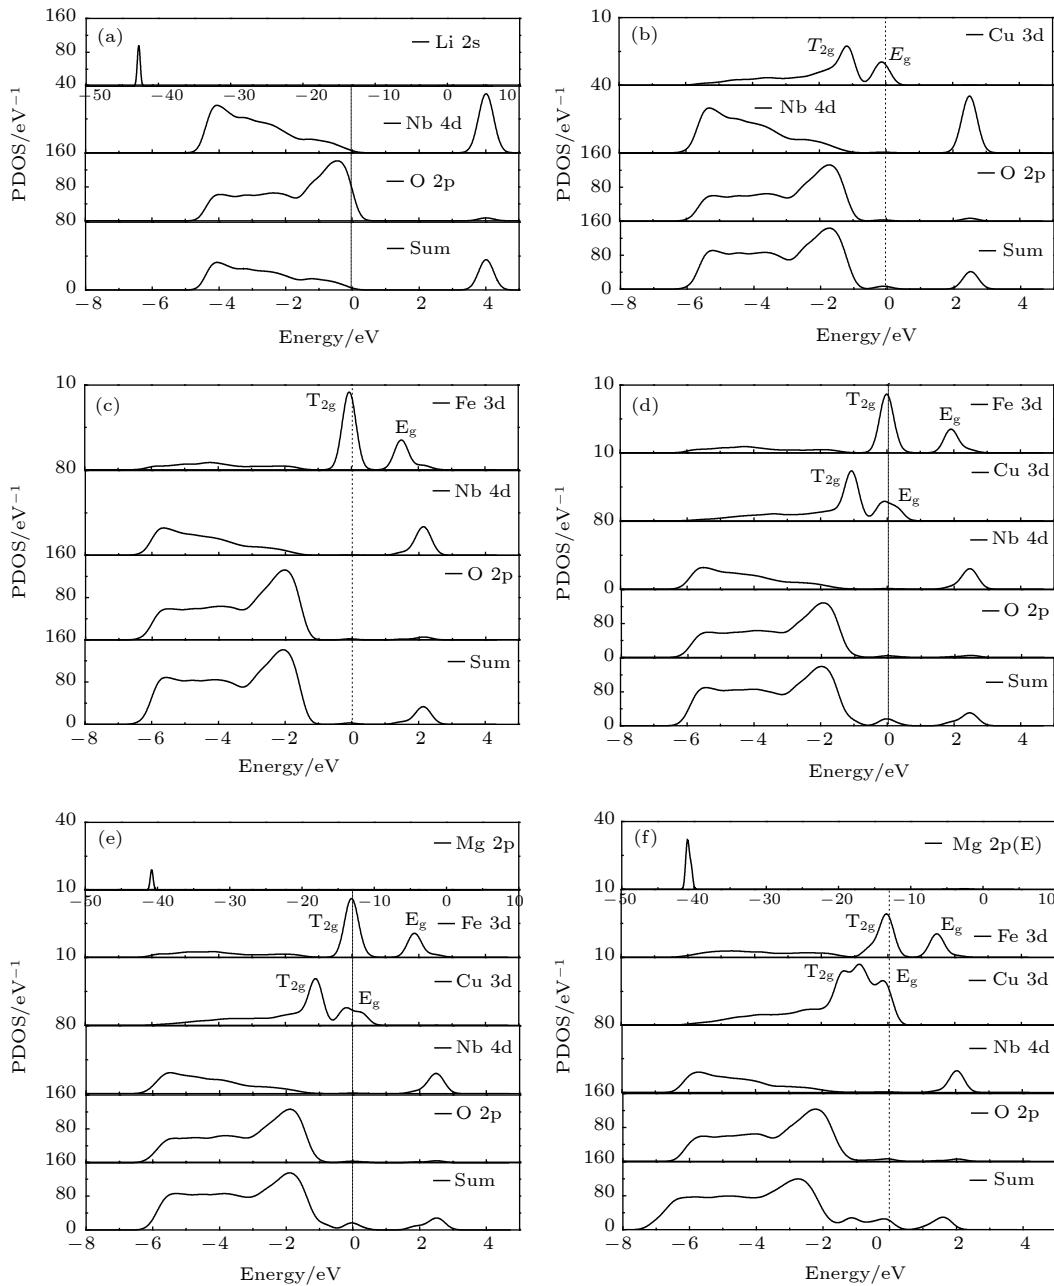 160
(a)
Li 2s
80
40
−50 −40 −30 −20 −10 0 10
Nb 4d
160
O 2p
80
80
Sum
0
−8 −6 −4 −2 0 2 4
Energy/eV
PDOS/eV−1
10
(b)
T2g
Eg
Cu 3d
40
Nb 4d
160
O 2p
80
160
Sum
80
0
−8 −6 −4 −2 0 2 4
Energy/eV
PDOS/eV−1
10
(c)
T2g
Fe 3d
Eg
80
Nb 4d
160
O 2p
80
160
Sum
80
0
−8 −6 −4 −2 0 2 4
Energy/eV
PDOS/eV−1
10
(d)
T2g
Fe 3d
Eg
10
T2g
Cu 3d
Eg
80
Nb 4d
0
O 2p
80
0
Sum
80
0
−8 −6 −4 −2 0 2 4
Energy/eV
PDOS/eV−1
40
(e)
Mg 2p
10
−50 −40 −30 −20 −10 0 10
T2g
Eg
Fe 3d
10
T2g
Cu 3d
Eg
80
Nb 4d
160
O 2p
80
160
Sum
80
0
−8 −6 −4 −2 0 2 4
Energy/eV
PDOS/eV−1
40
(f)
Mg 2p(E)
10
−50 −40 −30 −20 −10 0 10
T2g
Eg
Fe 3d
10
T2g
Eg
Cu 3d
80
Nb 4d
160
O 2p
80
160
Sum
80
0
−8 −6 −4 −2 0 2 4
Energy/eV
PDOS/eV−1